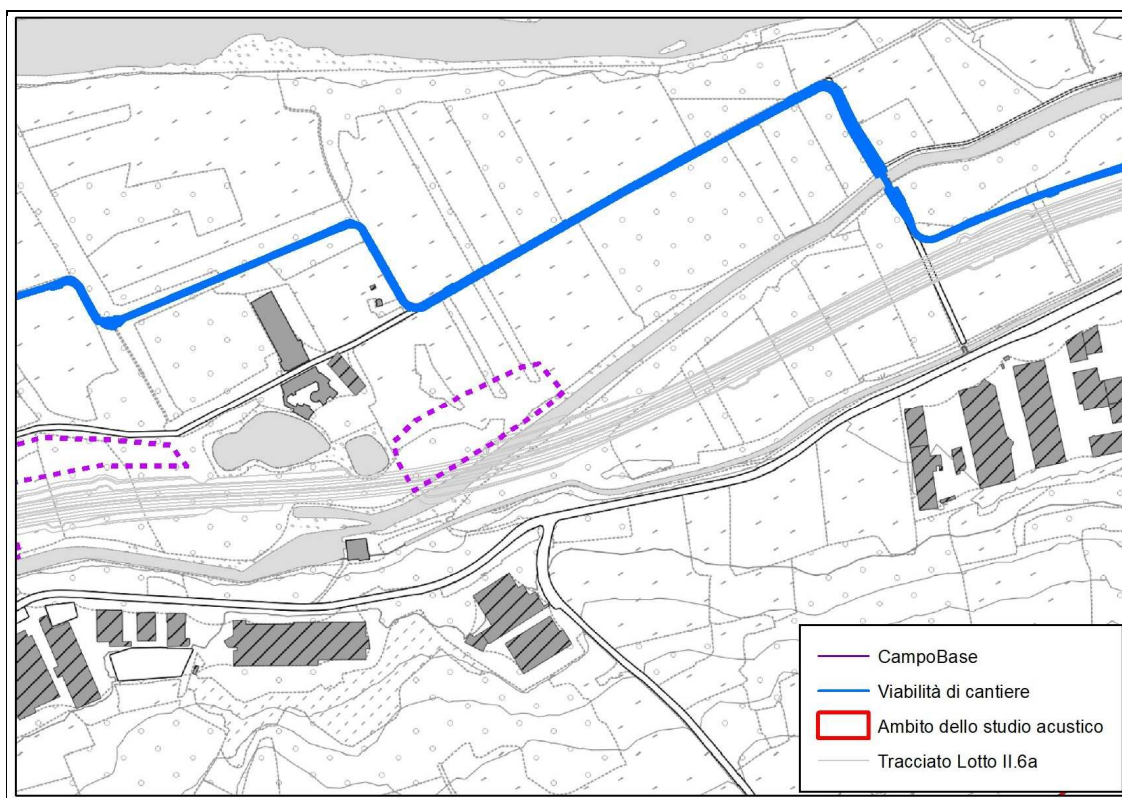 CampoBase
Viabilità di cantiere
Ambito dello studio acustico
Tracciato Lotto II.6a